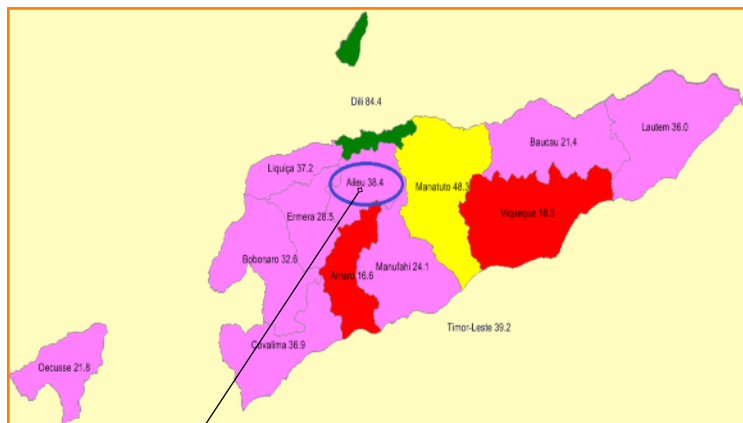 Dili 84.4
Lautem 36.0
Baucau 21.4
Liquiça 37.2
Aileu 38.4
Manatuto 48.3
Ermera 28.5
Viqueque 18.3
Bobonaro 32.6
Ainaro 16.6
Manufahi 24.1
Timor-Leste 39.2
Covalima 36.9
Oecusse 21.8